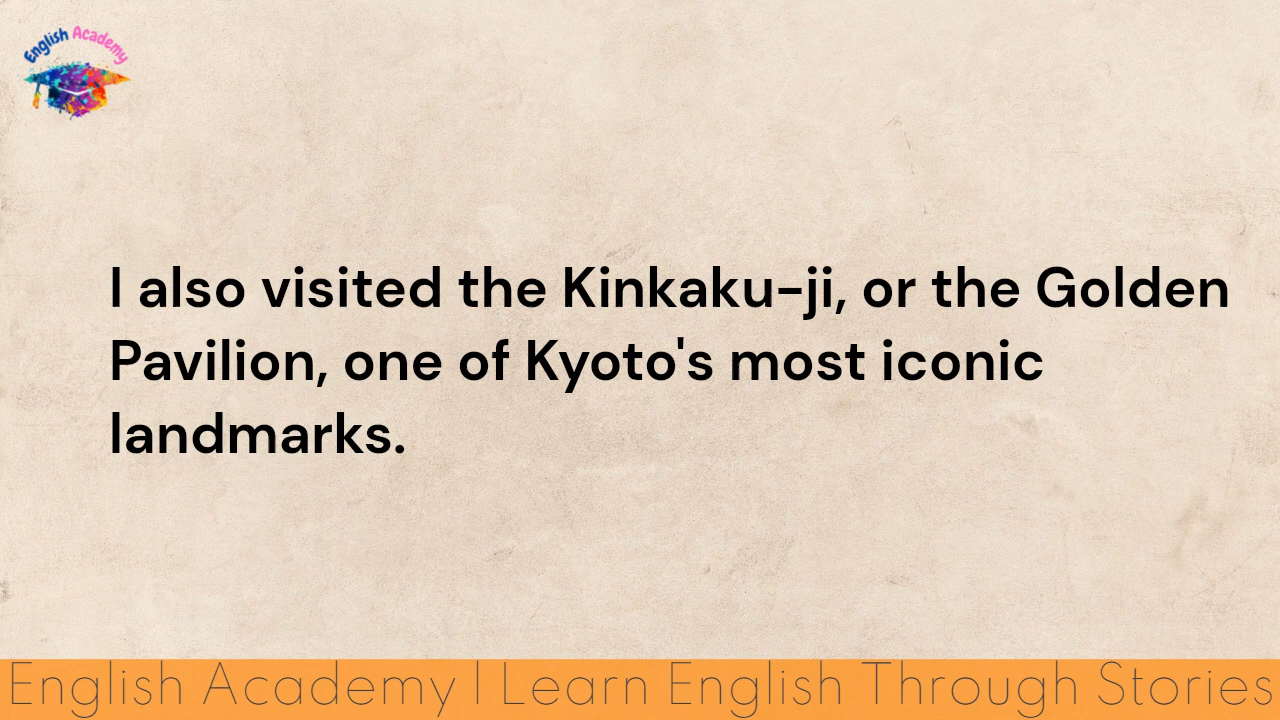 English Academy
I also visited the Kinkaku-ji, or the Golden
Pavilion, one of Kyoto's most iconic
landmarks.
English Academy | Learn English Through Stories